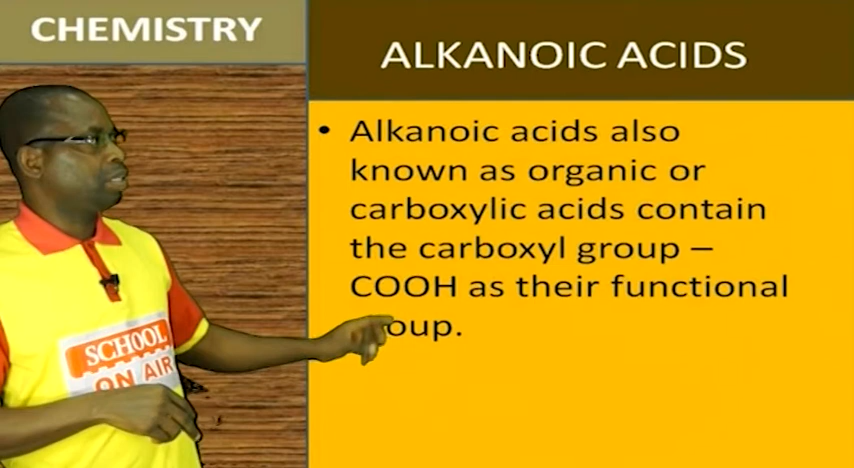 CHEMISTRY
ALKANOIC ACIDS
• Alkanoic acids also
known as organic or
carboxylic acids contain
the carboxyl group –
COOH as their functional
oup.
SCHOOL
ON AIR